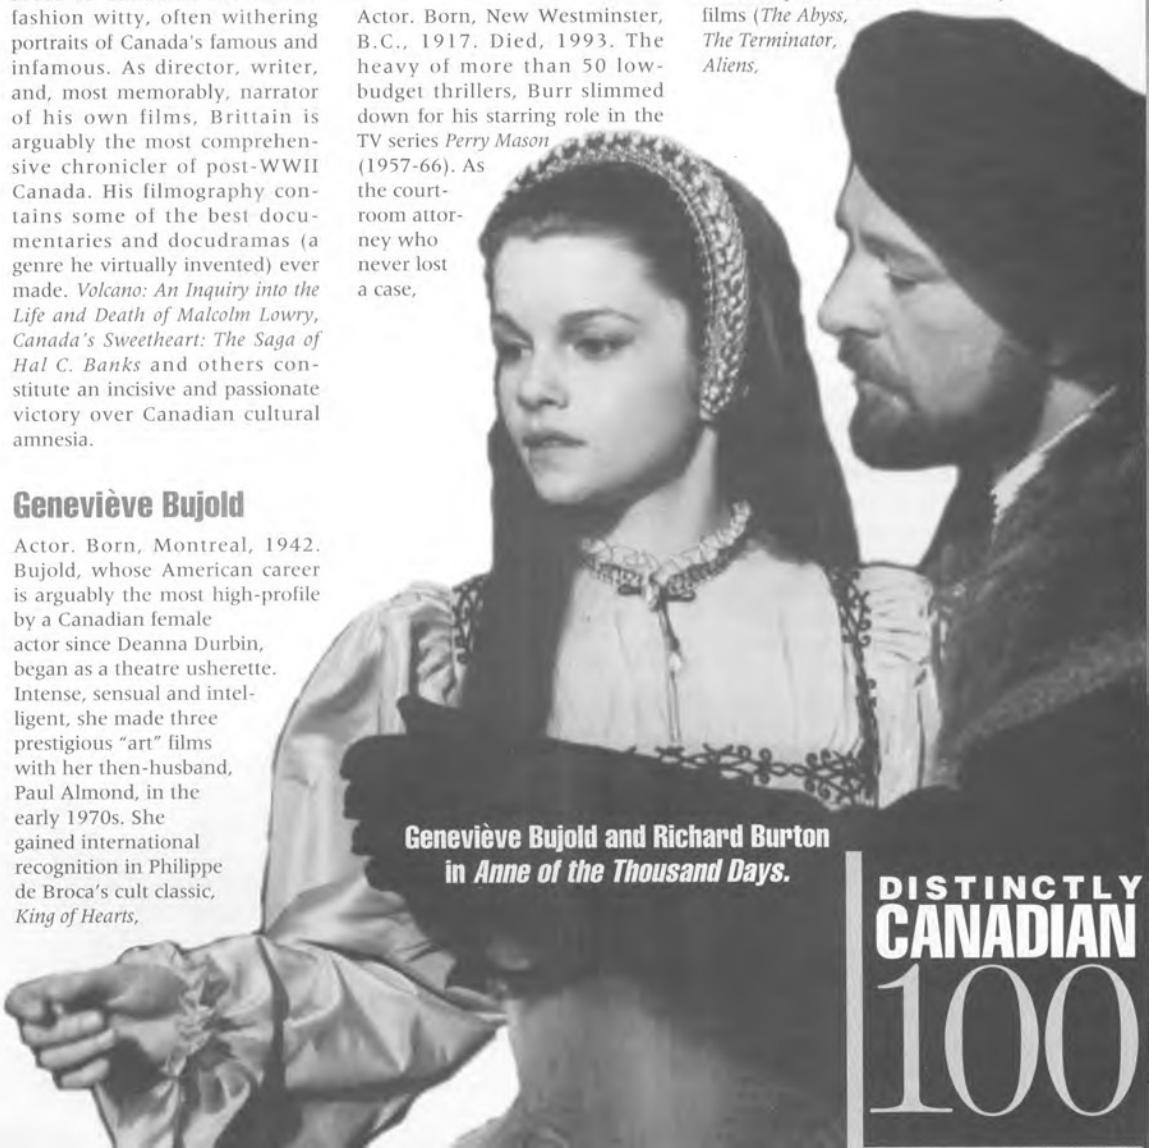 fashion witty, often withering
portraits of Canada's famous and
infamous. As director, writer,
and, most memorably, narrator
of his own films, Brittain is
arguably the most comprehen-
sive chronicler of post-WWII
Canada. His filmography con-
tains some of the best docu-
mentaries and docudramas (a
genre he virtually invented) ever
made. Volcano: An Inquiry into the
Life and Death of Malcolm Lowry,
Canada's Sweetheart: The Saga of
Hal C. Banks and others con-
stitute an incisive and passionate
victory over Canadian cultural
amnesia.
Geneviève Bujold
Actor. Born, Montreal, 1942.
Bujold, whose American career
is arguably the most high-profile
by a Canadian female
actor since Deanna Durbin,
began as a theatre usherette.
Intense, sensual and intel-
ligent, she made three
prestigious "art" films
with her then-husband,
Paul Almond, in the
early 1970s. She
gained international
recognition in Philippe
de Broca's cult classic,
King of Hearts,
Actor. Born, New Westminster,
B.C., 1917. Died, 1993. The
heavy of more than 50 low-
budget thrillers, Burr slimmed
down for his starring role in the
TV series Perry Mason
(1957-66). As
the court-
room attor-
ney who
never lost
a case,
films (The Abyss,
The Terminator,
Aliens,
Geneviève Bujold and Richard Burton
in Anne of the Thousand Days.
DISTINCTLY
CANADIAN
100